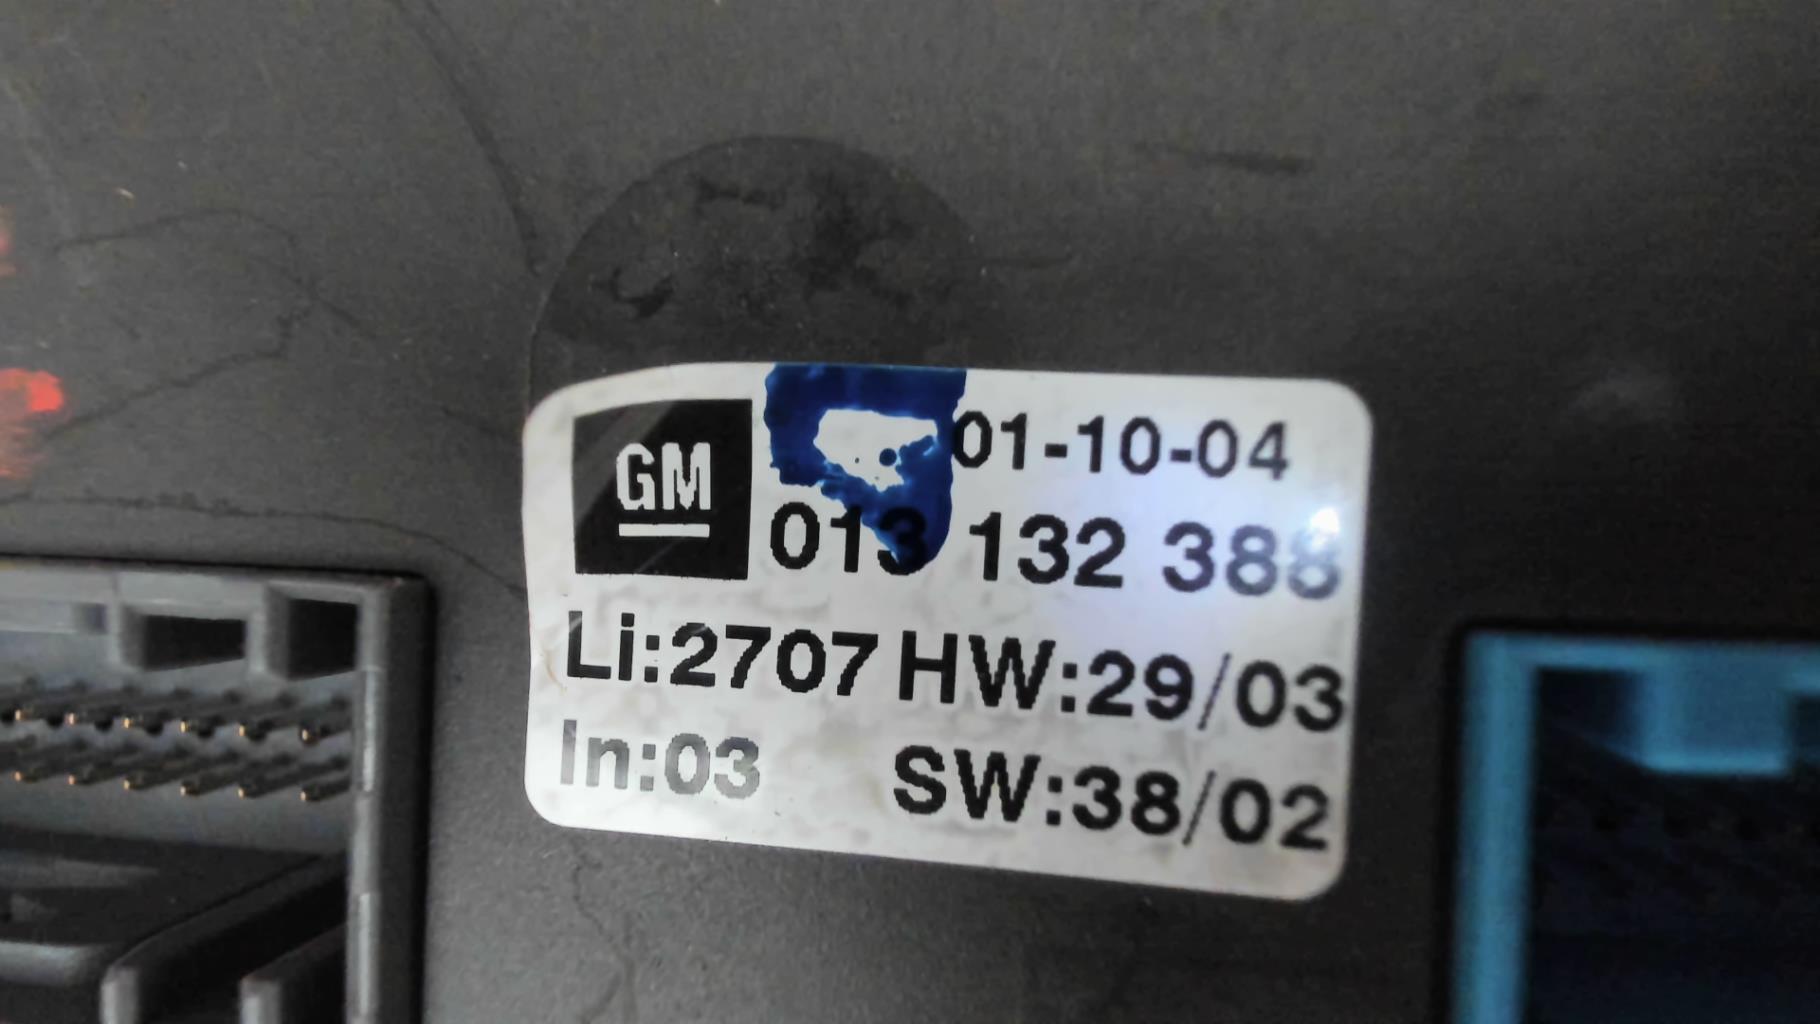 GM
01-10-04
013 132 388
Li:2707 HW:29/03
In:03 SW:38/02